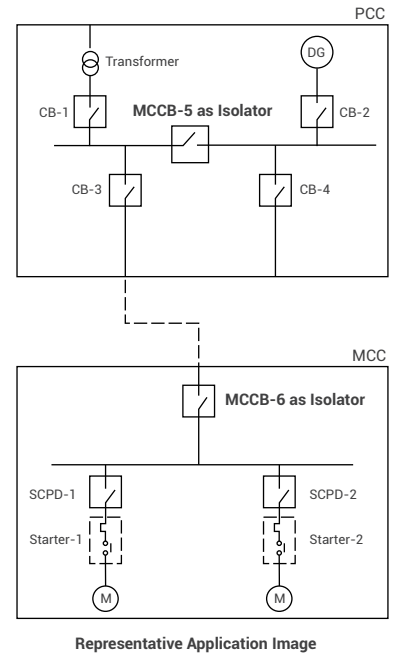 PCC
Transformer
DG
CB-1
MCCB-5 as Isolator
CB-2
CB-3
CB-4
MCC
MCCB-6 as Isolator
SCPD-1
SCPD-2
Starter-1
Starter-2
M
M
Representative Application Image